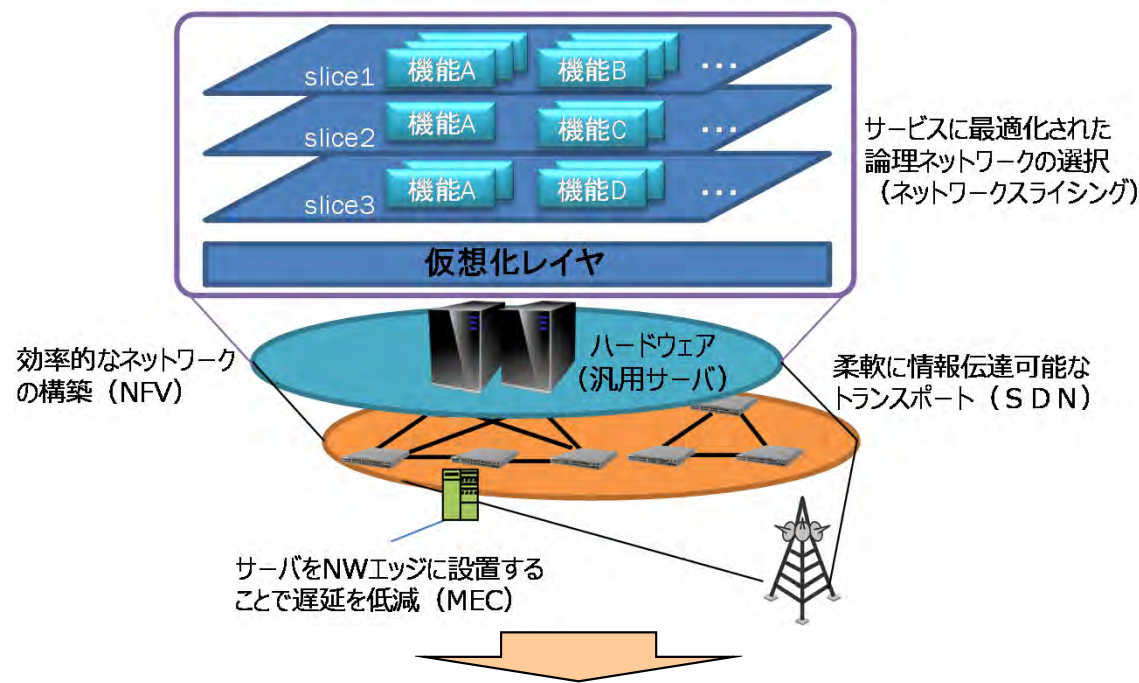 slice1 機能A 機能B ・・・
slice2 機能A 機能C ・・・
slice3 機能A 機能D ・・・
仮想化レイヤ
サービスに最適化された
論理ネットワークの選択
（ネットワークスライシング）
ハードウェア
（汎用サーバ）
効率的なネットワーク
の構築（NFV）
柔軟に情報伝達可能な
トランスポート（ＳＤＮ）
サーバをNWエッジに設置する
ことで遅延を低減（MEC）